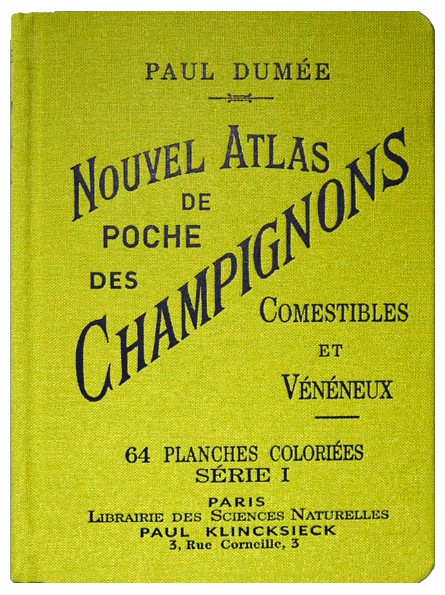 PAUL DUMÉE
NOUVEL ATLAS
DE
POCHE
DES
CHAMPIGNONS
COMESTIBLES
ET
VÉNÉNEUX
64 PLANCHES COLORIÉES
SÉRIE I
PARIS
LIBRAIRIE DES SCIENCES NATURELLES
PAUL KLINCKSIECK
3, Rue Corneille, 3